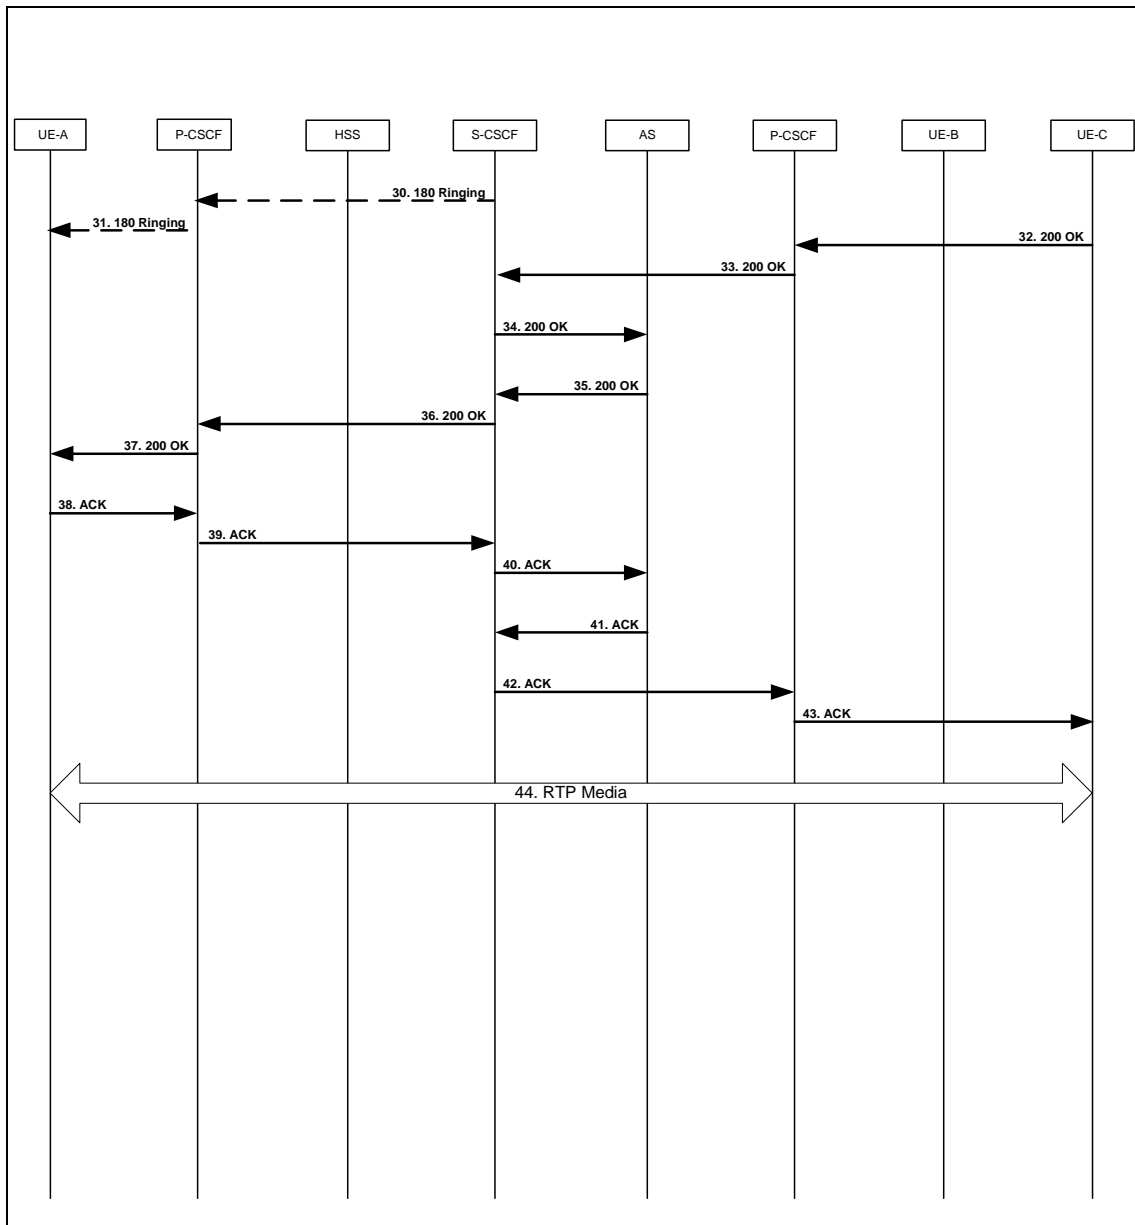 UE-A
P-CSCF
HSS
S-CSCF
AS
P-CSCF
UE-B
UE-C
30. 180 Ringing
31. 180 Ringing
32. 200 OK
33. 200 OK
34. 200 OK
35. 200 OK
36. 200 OK
37. 200 OK
38. ACK
39. ACK
40. ACK
41. ACK
42. ACK
43. ACK
44. RTP Media